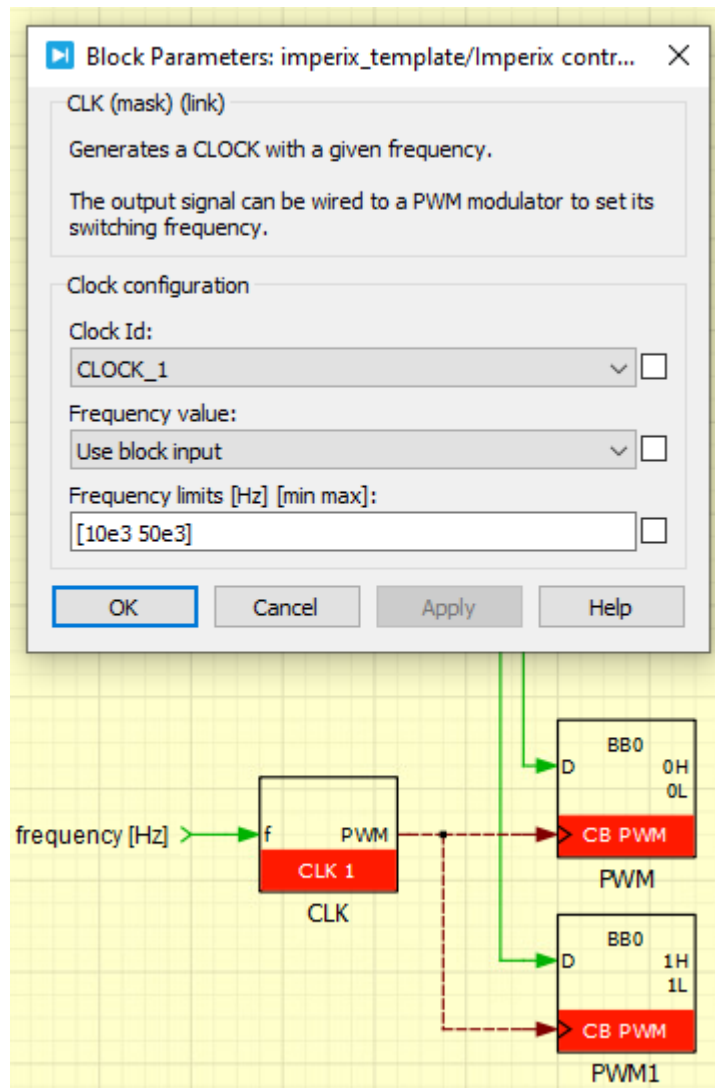 Block Parameters: imperix_template/Imperix contr...
CLK (mask) (link)
Generates a CLOCK with a given frequency.
The output signal can be wired to a PWM modulator to set its
switching frequency.
Clock configuration
Clock Id:
CLOCK_1
Frequency value:
Use block input
Frequency limits [Hz] [min max]:
[10e3 50e3]
OK
Cancel
Apply
Help
BB0
D
0H
0L
CB PWM
PWM
frequency [Hz]
f
PWM
CLK 1
CLK
BB0
D
1H
1L
CB PWM
PWM1